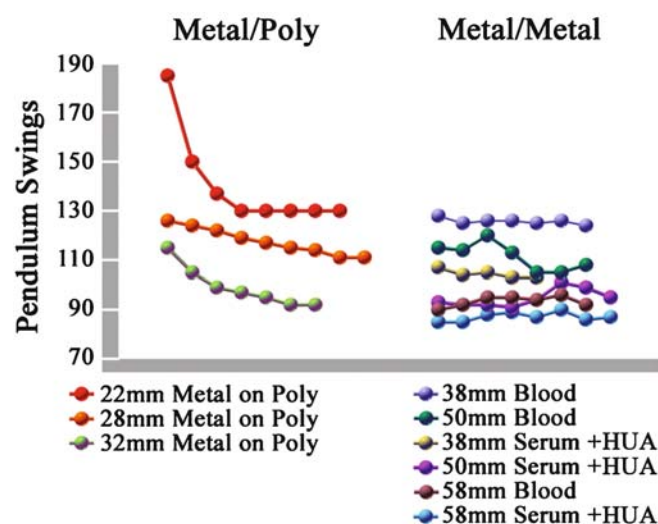 Metal/Poly
Metal/Metal
Pendulum Swings
190
170
150
130
110
90
70
22mm Metal on Poly
28mm Metal on Poly
32mm Metal on Poly
38mm Blood
50mm Blood
38mm Serum +HUA
50mm Serum +HUA
58mm Blood
58mm Serum +HUA